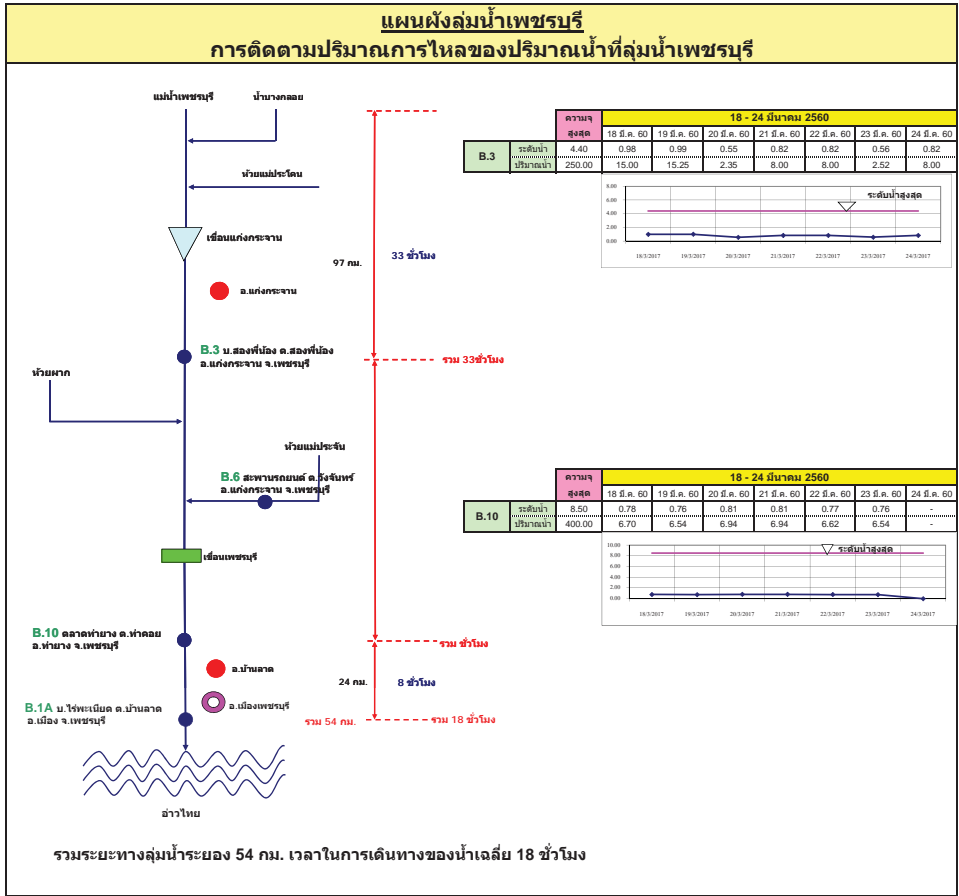 แผนผังลุ่มน้ำเพชรบุรี
การติดตามปริมาณการไหลของปริมาณน้ำที่ลุ่มน้ำเพชรบุรี
แม่น้ำเพชรบุรี น้ำบางกลอย
ห้วยแม่ประโดน
เขื่อนแก่งกระจาน
97 กม. 33 ชั่วโมง
อ.แก่งกระจาน
B.3 บ.สองพี่น้อง ต.สองพี่น้อง
อ.แก่งกระจาน จ.เพชรบุรี
รวม 33ชั่วโมง
ห้วยผาก
ห้วยแม่ประจัน
B.6 สะพานรถยนต์ ต.วังจันทร์
อ.แก่งกระจาน จ.เพชรบุรี
เขื่อนเพชรบุรี
B.10 ตลาดท่ายาง ต.ท่าคอย
อ.ท่ายาง จ.เพชรบุรี
รวม ชั่วโมง
อ.บ้านลาด
24 กม. 8 ชั่วโมง
อ.เมืองเพชรบุรี
B.1A บ.ไร่พะเนียด ต.บ้านลาด
อ.เมือง จ.เพชรบุรี
รวม 54 กม. รวม 18 ชั่วโมง
อ่าวไทย
รวมระยะทางลุ่มน้ำระยอง 54 กม. เวลาในการเดินทางของน้ำเฉลี่ย 18 ชั่วโมง
ความจุ 18 - 24 มีนาคม 2560
สูงสุด 18 มี.ค. 60 19 มี.ค. 60 20 มี.ค. 60 21 มี.ค. 60 22 มี.ค. 60 23 มี.ค. 60 24 มี.ค. 60
B.3 ระดับน้ำ 4.40 0.98 0.99 0.55 0.82 0.82 0.56 0.82
ปริมาณน้ำ 250.00 15.00 15.25 2.35 8.00 8.00 2.52 8.00
8.00
ระดับน้ำสูงสุด
6.00
4.00
2.00
0.00
18/3/2017 19/3/2017 20/3/2017 21/3/2017 22/3/2017 23/3/2017 24/3/2017
ความจุ 18 - 24 มีนาคม 2560
สูงสุด 18 มี.ค. 60 19 มี.ค. 60 20 มี.ค. 60 21 มี.ค. 60 22 มี.ค. 60 23 มี.ค. 60 24 มี.ค. 60
B.10 ระดับน้ำ 8.50 0.78 0.76 0.81 0.81 0.77 0.76 -
ปริมาณน้ำ 400.00 6.70 6.54 6.94 6.94 6.62 6.54 -
10.00
ระดับน้ำสูงสุด
8.00
6.00
4.00
2.00
0.00
18/3/2017 19/3/2017 20/3/2017 21/3/2017 22/3/2017 23/3/2017 24/3/2017